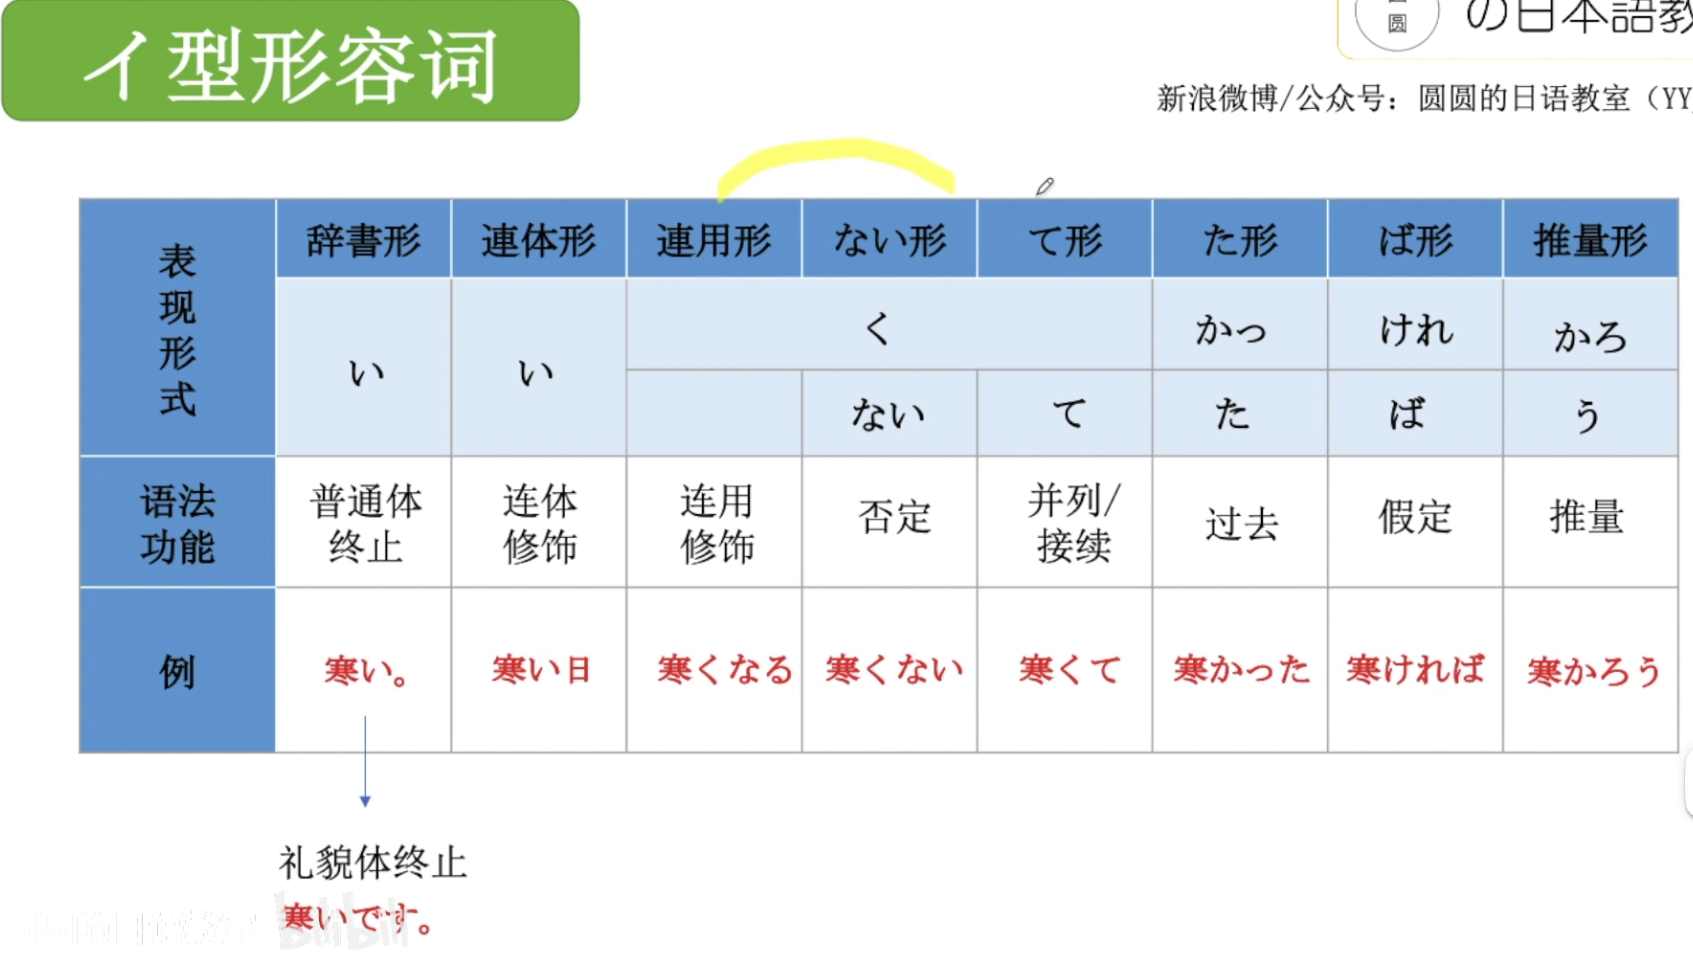 イ型形容词
圆
の日本語教
新浪微博/公众号：圆圆的日语教室（YY
表现形式
辞書形 連体形 連用形 ない形 て形 た形 ば形 推量形
い い く かっ けれ かろ
ない て た ば う
语法功能
普通体终止 连体修饰 连用修饰 否定 并列/接续 过去 假定 推量
例 寒い。 寒い日 寒くなる 寒くない 寒くて 寒かった 寒ければ 寒かろう
礼貌体终止
寒いです。
bilibili